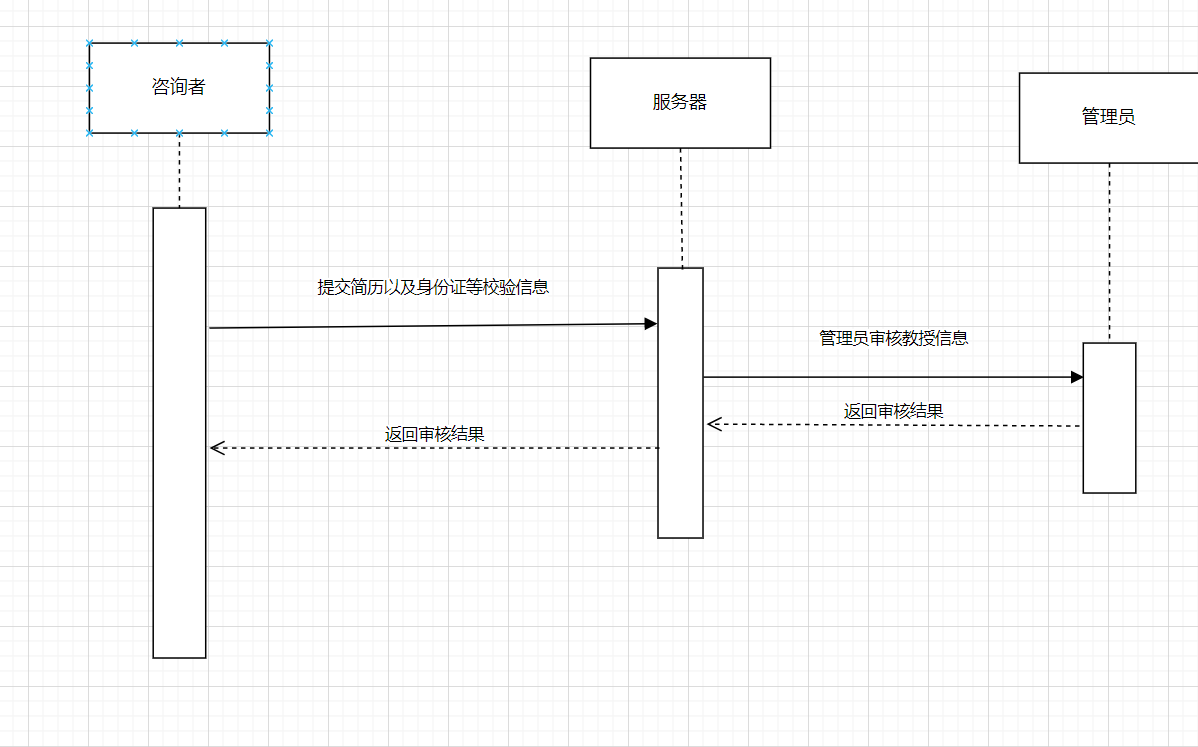 咨询者
服务器
管理员
提交简历以及身份证等校验信息
管理员审核教授信息
返回审核结果
返回审核结果